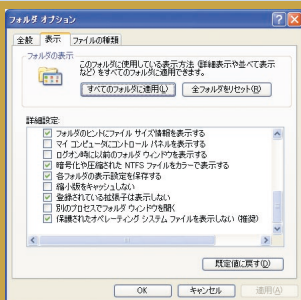 フォルダ オプション
全般 表示 ファイルの種類
フォルダの表示
このフォルダに使用している表示方法 (詳細表示や並べて表示
など) をすべてのフォルダに適用できます。
すべてのフォルダに適用(L) 全フォルダをリセット(R)
詳細設定:
フォルダのヒントにファイル サイズ情報を表示する
マイ コンピュータにコントロール パネルを表示する
ログオン時に以前のフォルダ ウィンドウを表示する
暗号化や圧縮された NTFS ファイルをカラーで表示する
各フォルダの表示設定を保存する
縮小版をキャッシュしない
登録されている拡張子は表示しない
別のプロセスでフォルダ ウィンドウを開く
保護されたオペレーティング システム ファイルを表示しない (推奨)
既定値に戻す(D)
OK キャンセル 適用(A)